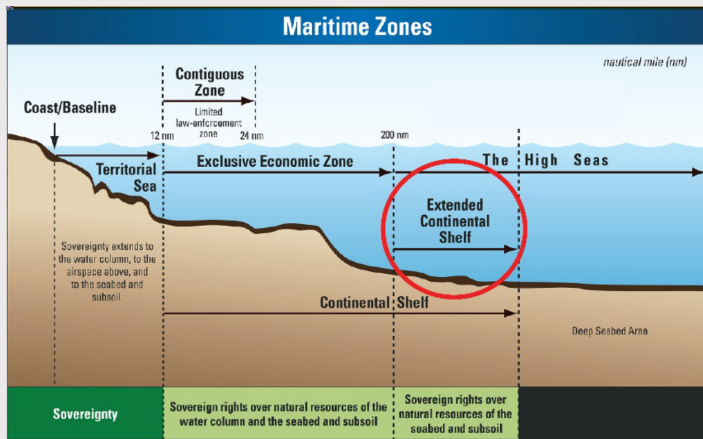 Maritime Zones
nautical mile (nm)
Contiguous
Zone
Limited
law-enforcement
zone
Coast/Baseline
12 nm
24 nm
200 nm
Territorial
Sea
Exclusive Economic Zone
The High Seas
Extended
Continental
Shelf
Sovereignty extends to
the water column, to the
airspace above, and
to the seabed and
subsoil.
Continental Shelf
Deep Seabed Area
Sovereignty
Sovereign rights over natural resources of the
water column and the seabed and subsoil
Sovereign rights over
natural resources of the
seabed and subsoil